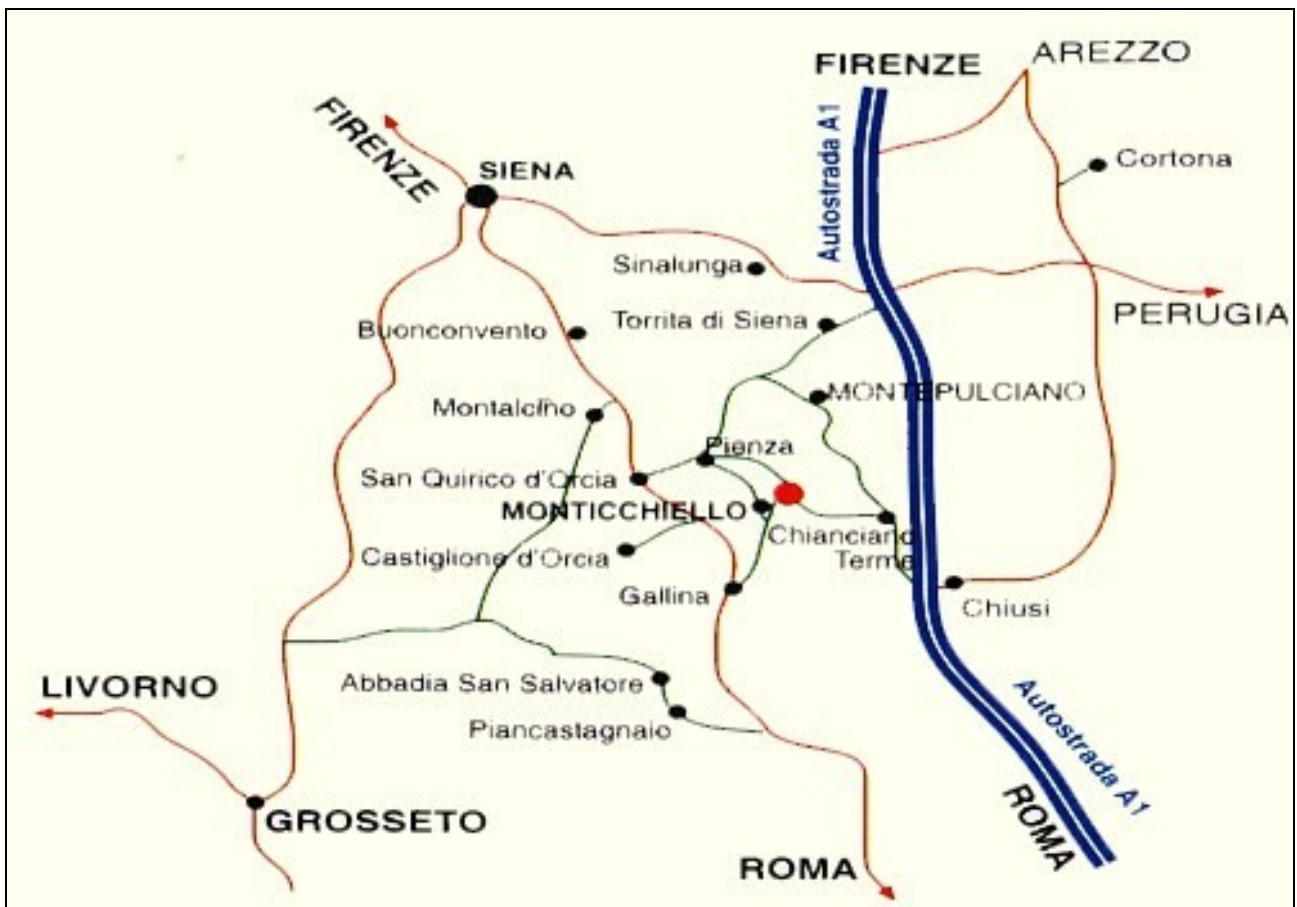 FIRENZE
AREZZO
FIRENZE
Autostrada A1
Cortona
SIENA
Sinalunga
PERUGIA
Torrita di Siena
Buonconvento
MONTEPULCIANO
Montalcino
Pienza
San Quirico d'Orcia
MONTICCHIELLO
Chianciano
Terme
Castiglione d'Orcia
Gallina
Chiusi
LIVORNO
Abbadia San Salvatore
Autostrada A1
Piancastagnaio
GROSSETO
ROMA
ROMA